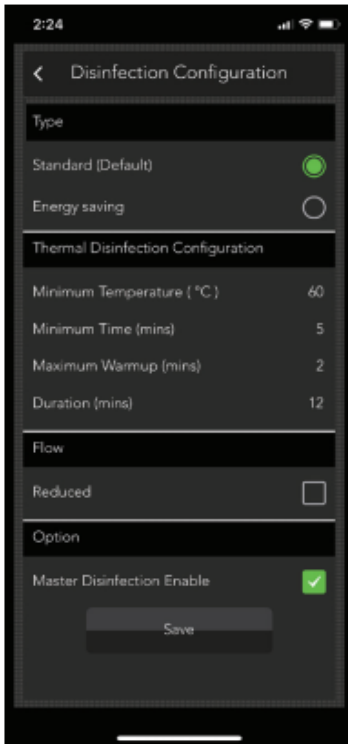 2:24
Disinfection Configuration
Type
Standard (Default)
Energy saving
Thermal Disinfection Configuration
Minimum Temperature ( °C ) 60
Minimum Time (mins) 5
Maximum Warmup (mins) 2
Duration (mins) 12
Flow
Reduced
Option
Master Disinfection Enable
Save